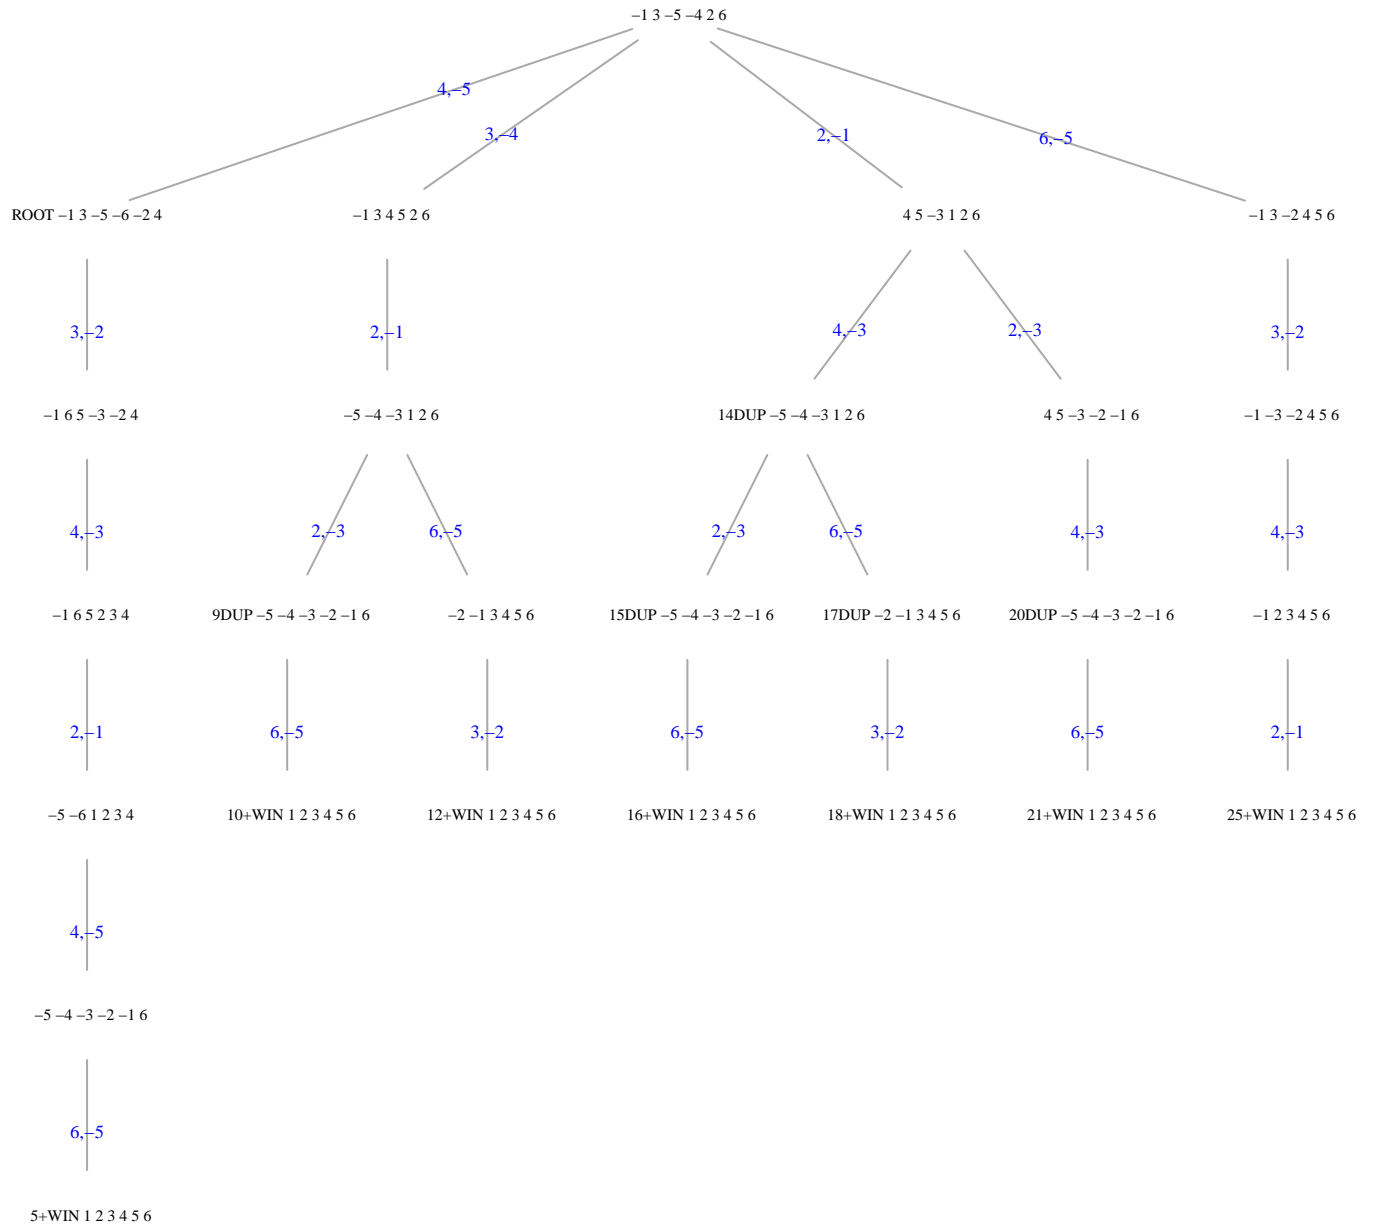 −1 3 −5 −4 2 6
4,−5
3,−4
2,−1
6,−5
ROOT −1 3 −5 −6 −2 4
−1 3 4 5 2 6
4 5 −3 1 2 6
−1 3 −2 4 5 6
3,−2
2,−1
4,−3
2,−3
3,−2
−1 6 5 −3 −2 4
−5 −4 −3 1 2 6
14DUP −5 −4 −3 1 2 6
4 5 −3 −2 −1 6
−1 −3 −2 4 5 6
4,−3
2,−3
6,−5
2,−3
6,−5
4,−3
4,−3
−1 6 5 2 3 4
9DUP −5 −4 −3 −2 −1 6
−2 −1 3 4 5 6
15DUP −5 −4 −3 −2 −1 6
17DUP −2 −1 3 4 5 6
20DUP −5 −4 −3 −2 −1 6
−1 2 3 4 5 6
2,−1
6,−5
3,−2
6,−5
3,−2
6,−5
2,−1
−5 −6 1 2 3 4
10+WIN 1 2 3 4 5 6
12+WIN 1 2 3 4 5 6
16+WIN 1 2 3 4 5 6
18+WIN 1 2 3 4 5 6
21+WIN 1 2 3 4 5 6
25+WIN 1 2 3 4 5 6
4,−5
−5 −4 −3 −2 −1 6
6,−5
5+WIN 1 2 3 4 5 6